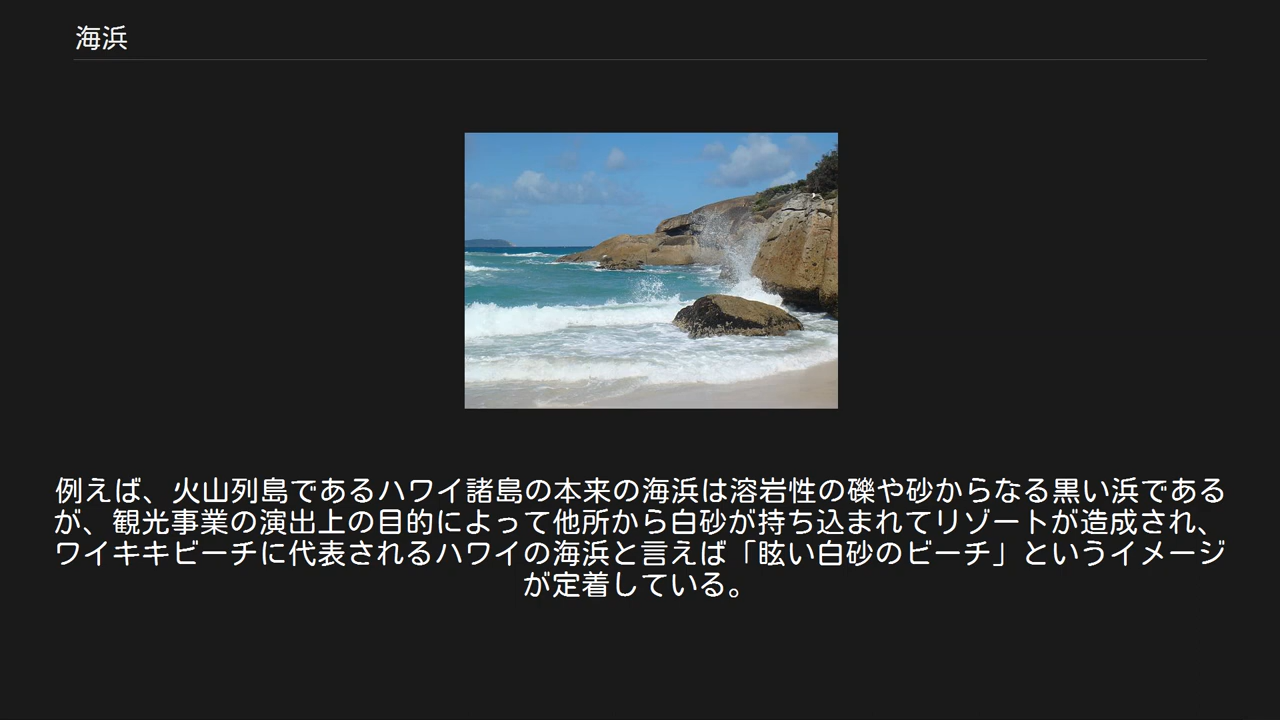 海浜
例えば、火山列島であるハワイ諸島の本来の海浜は溶岩性の礫や砂からなる黒い浜である
が、観光事業の演出上の目的によって他所から白砂が持ち込まれてリゾートが造成され、
ワイキキビーチに代表されるハワイの海浜と言えば「眩い白砂のビーチ」というイメージ
が定着している。